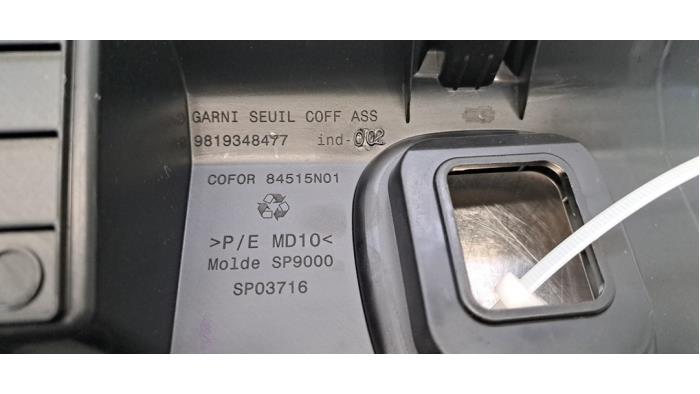 GARNI SEUIL COFF ASS
9819348477 ind-002
COFOR 84515N01
>P/E MD10<
Molde SP9000
SP03716